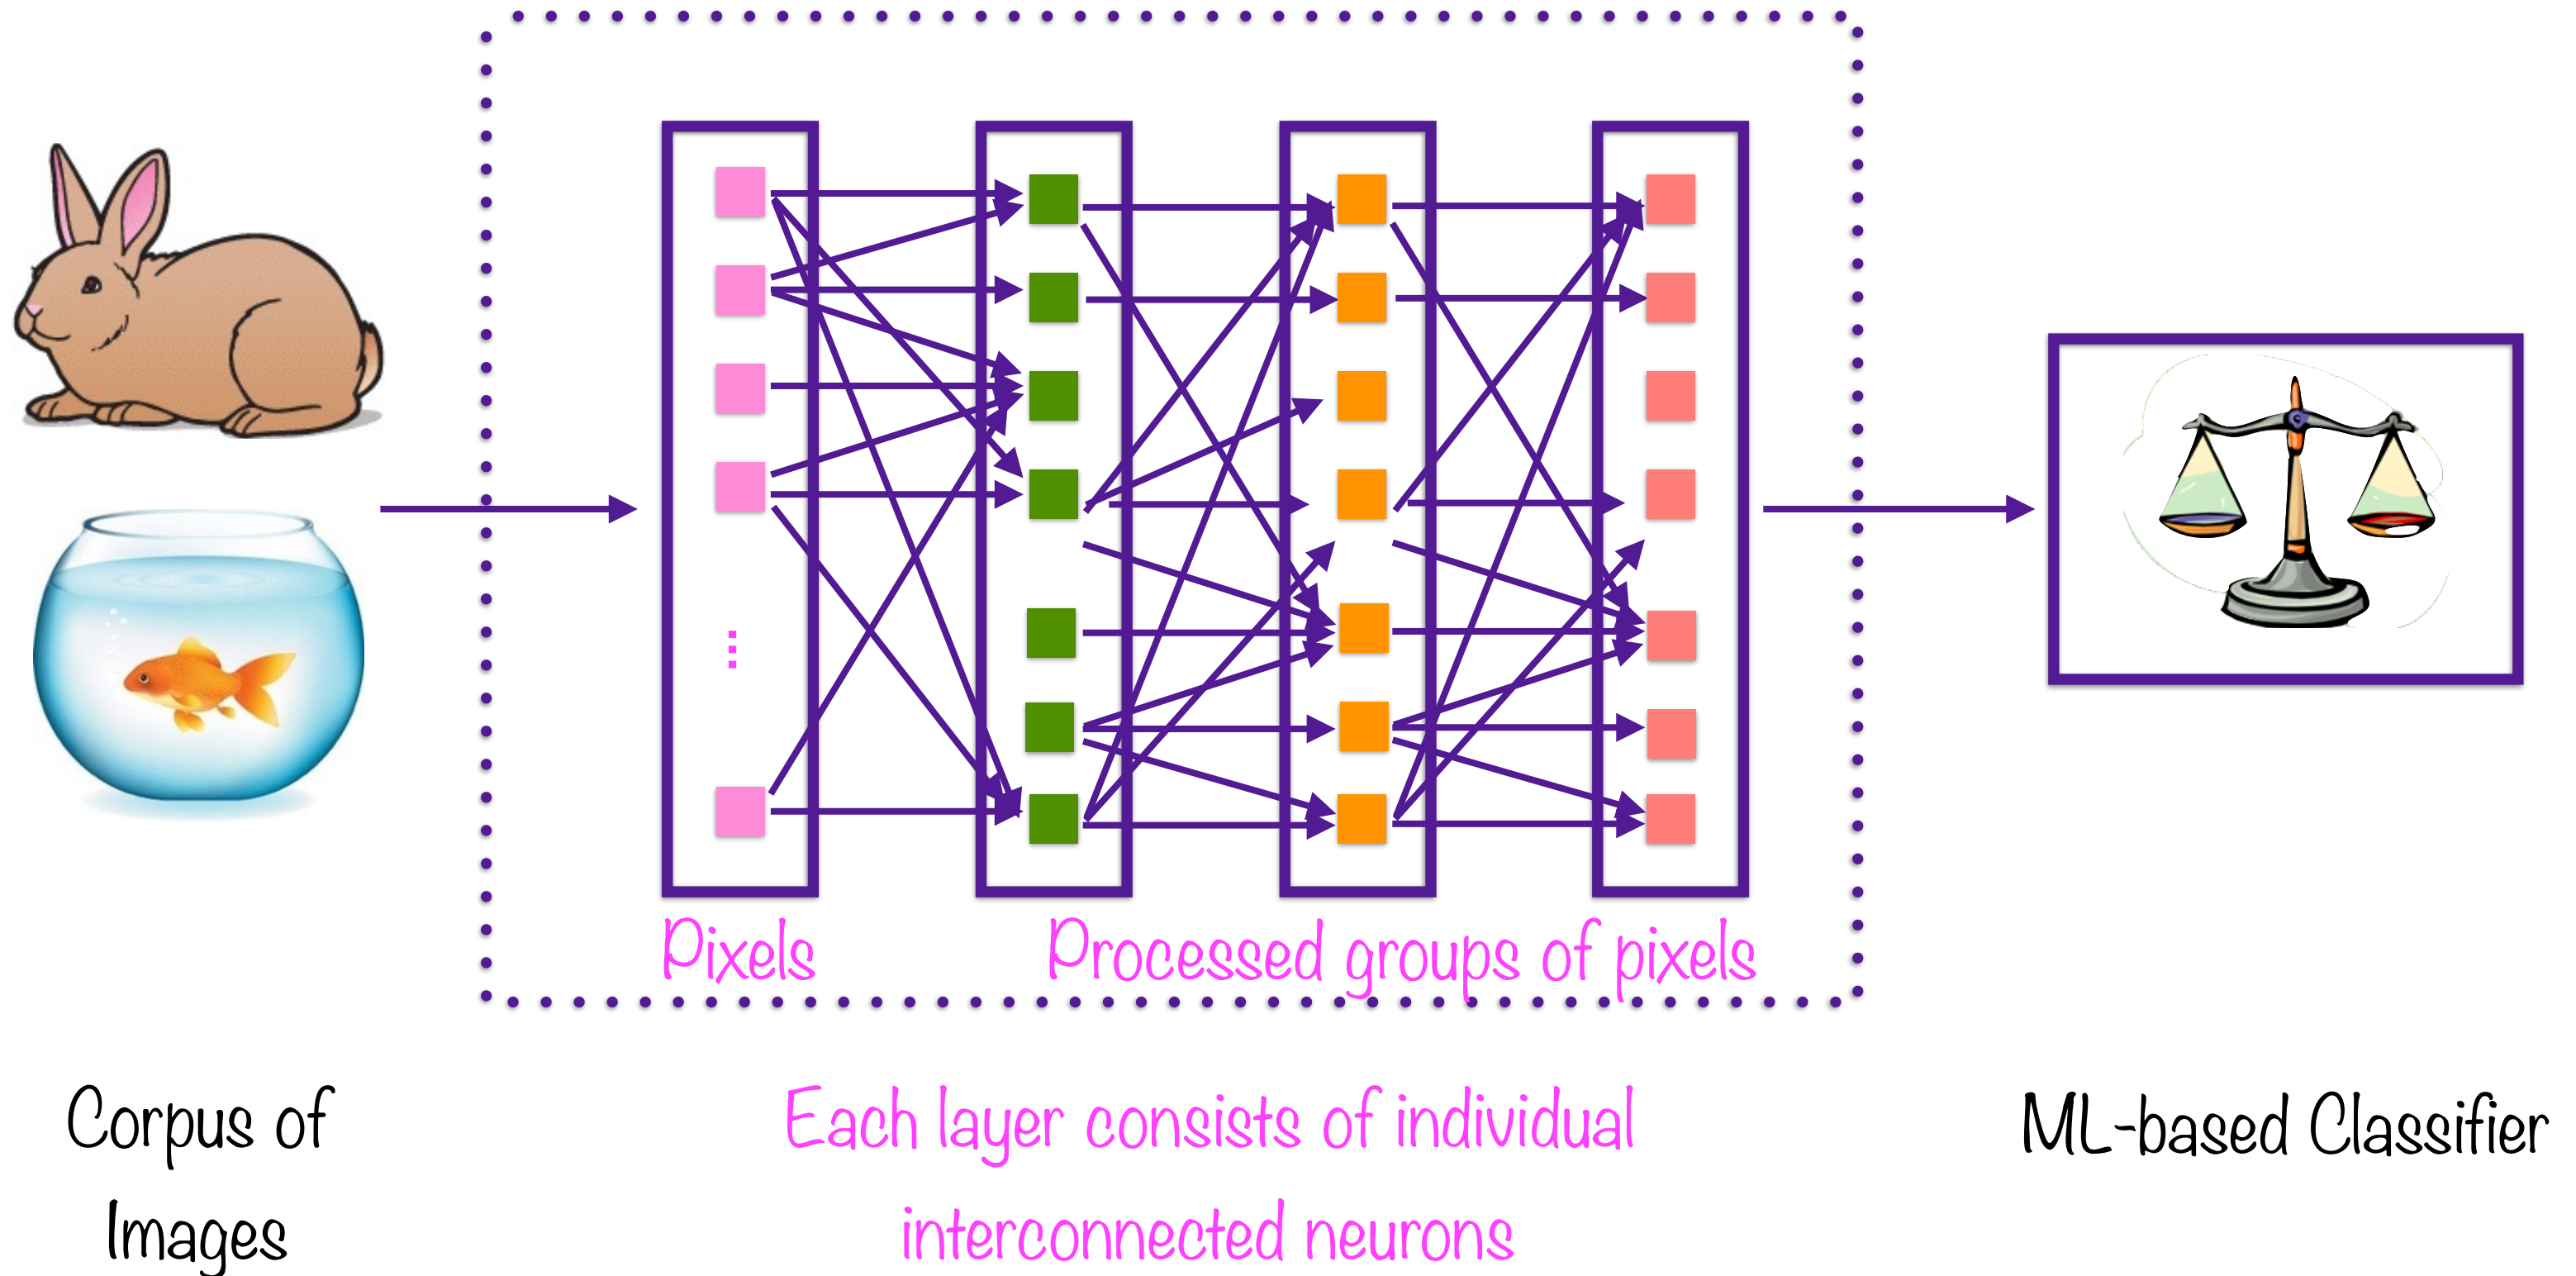 Pixels
Processed groups of pixels
Corpus of
Images
Each layer consists of individual
interconnected neurons
ML-based Classifier